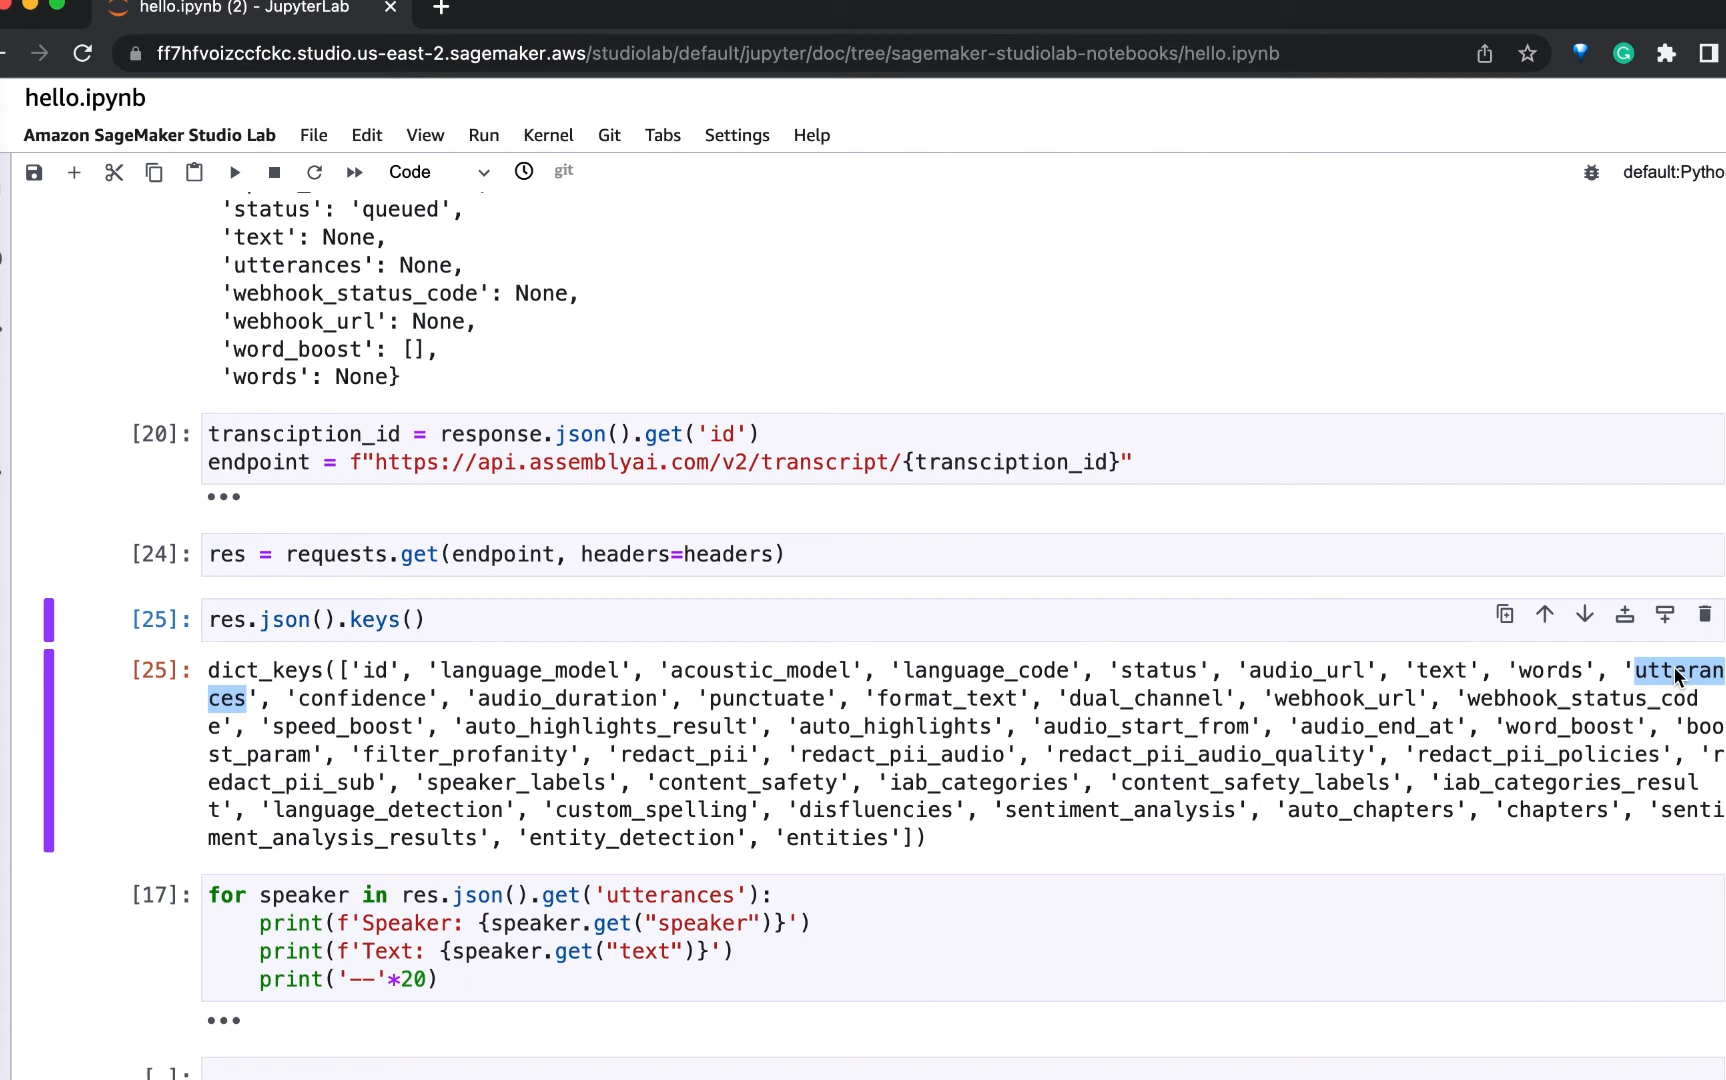 hello.ipynb (2) - JupyterLab
ff7hfvoizccfckc.studio.us-east-2.sagemaker.aws/studiolab/default/jupyter/doc/tree/sagemaker-studiolab-notebooks/hello.ipynb
hello.ipynb
Amazon SageMaker Studio Lab File Edit View Run Kernel Git Tabs Settings Help
Code git default:Pytho
'status': 'queued',
'text': None,
'utterances': None,
'webhook_status_code': None,
'webhook_url': None,
'word_boost': [],
'words': None}
[20]: transciption_id = response.json().get('id')
endpoint = f"https://api.assemblyai.com/v2/transcript/{transciption_id}"
•••
[24]: res = requests.get(endpoint, headers=headers)
[25]: res.json().keys()
[25]: dict_keys(['id', 'language_model', 'acoustic_model', 'language_code', 'status', 'audio_url', 'text', 'words', 'utteran
ces', 'confidence', 'audio_duration', 'punctuate', 'format_text', 'dual_channel', 'webhook_url', 'webhook_status_cod
e', 'speed_boost', 'auto_highlights_result', 'auto_highlights', 'audio_start_from', 'audio_end_at', 'word_boost', 'boo
st_param', 'filter_profanity', 'redact_pii', 'redact_pii_audio', 'redact_pii_audio_quality', 'redact_pii_policies', 'r
edact_pii_sub', 'speaker_labels', 'content_safety', 'iab_categories', 'content_safety_labels', 'iab_categories_resul
t', 'language_detection', 'custom_spelling', 'disfluencies', 'sentiment_analysis', 'auto_chapters', 'chapters', 'senti
ment_analysis_results', 'entity_detection', 'entities'])
[17]: for speaker in res.json().get('utterances'):
print(f'Speaker: {speaker.get("speaker")}')
print(f'Text: {speaker.get("text")}')
print('--'*20)
•••
[ ]: